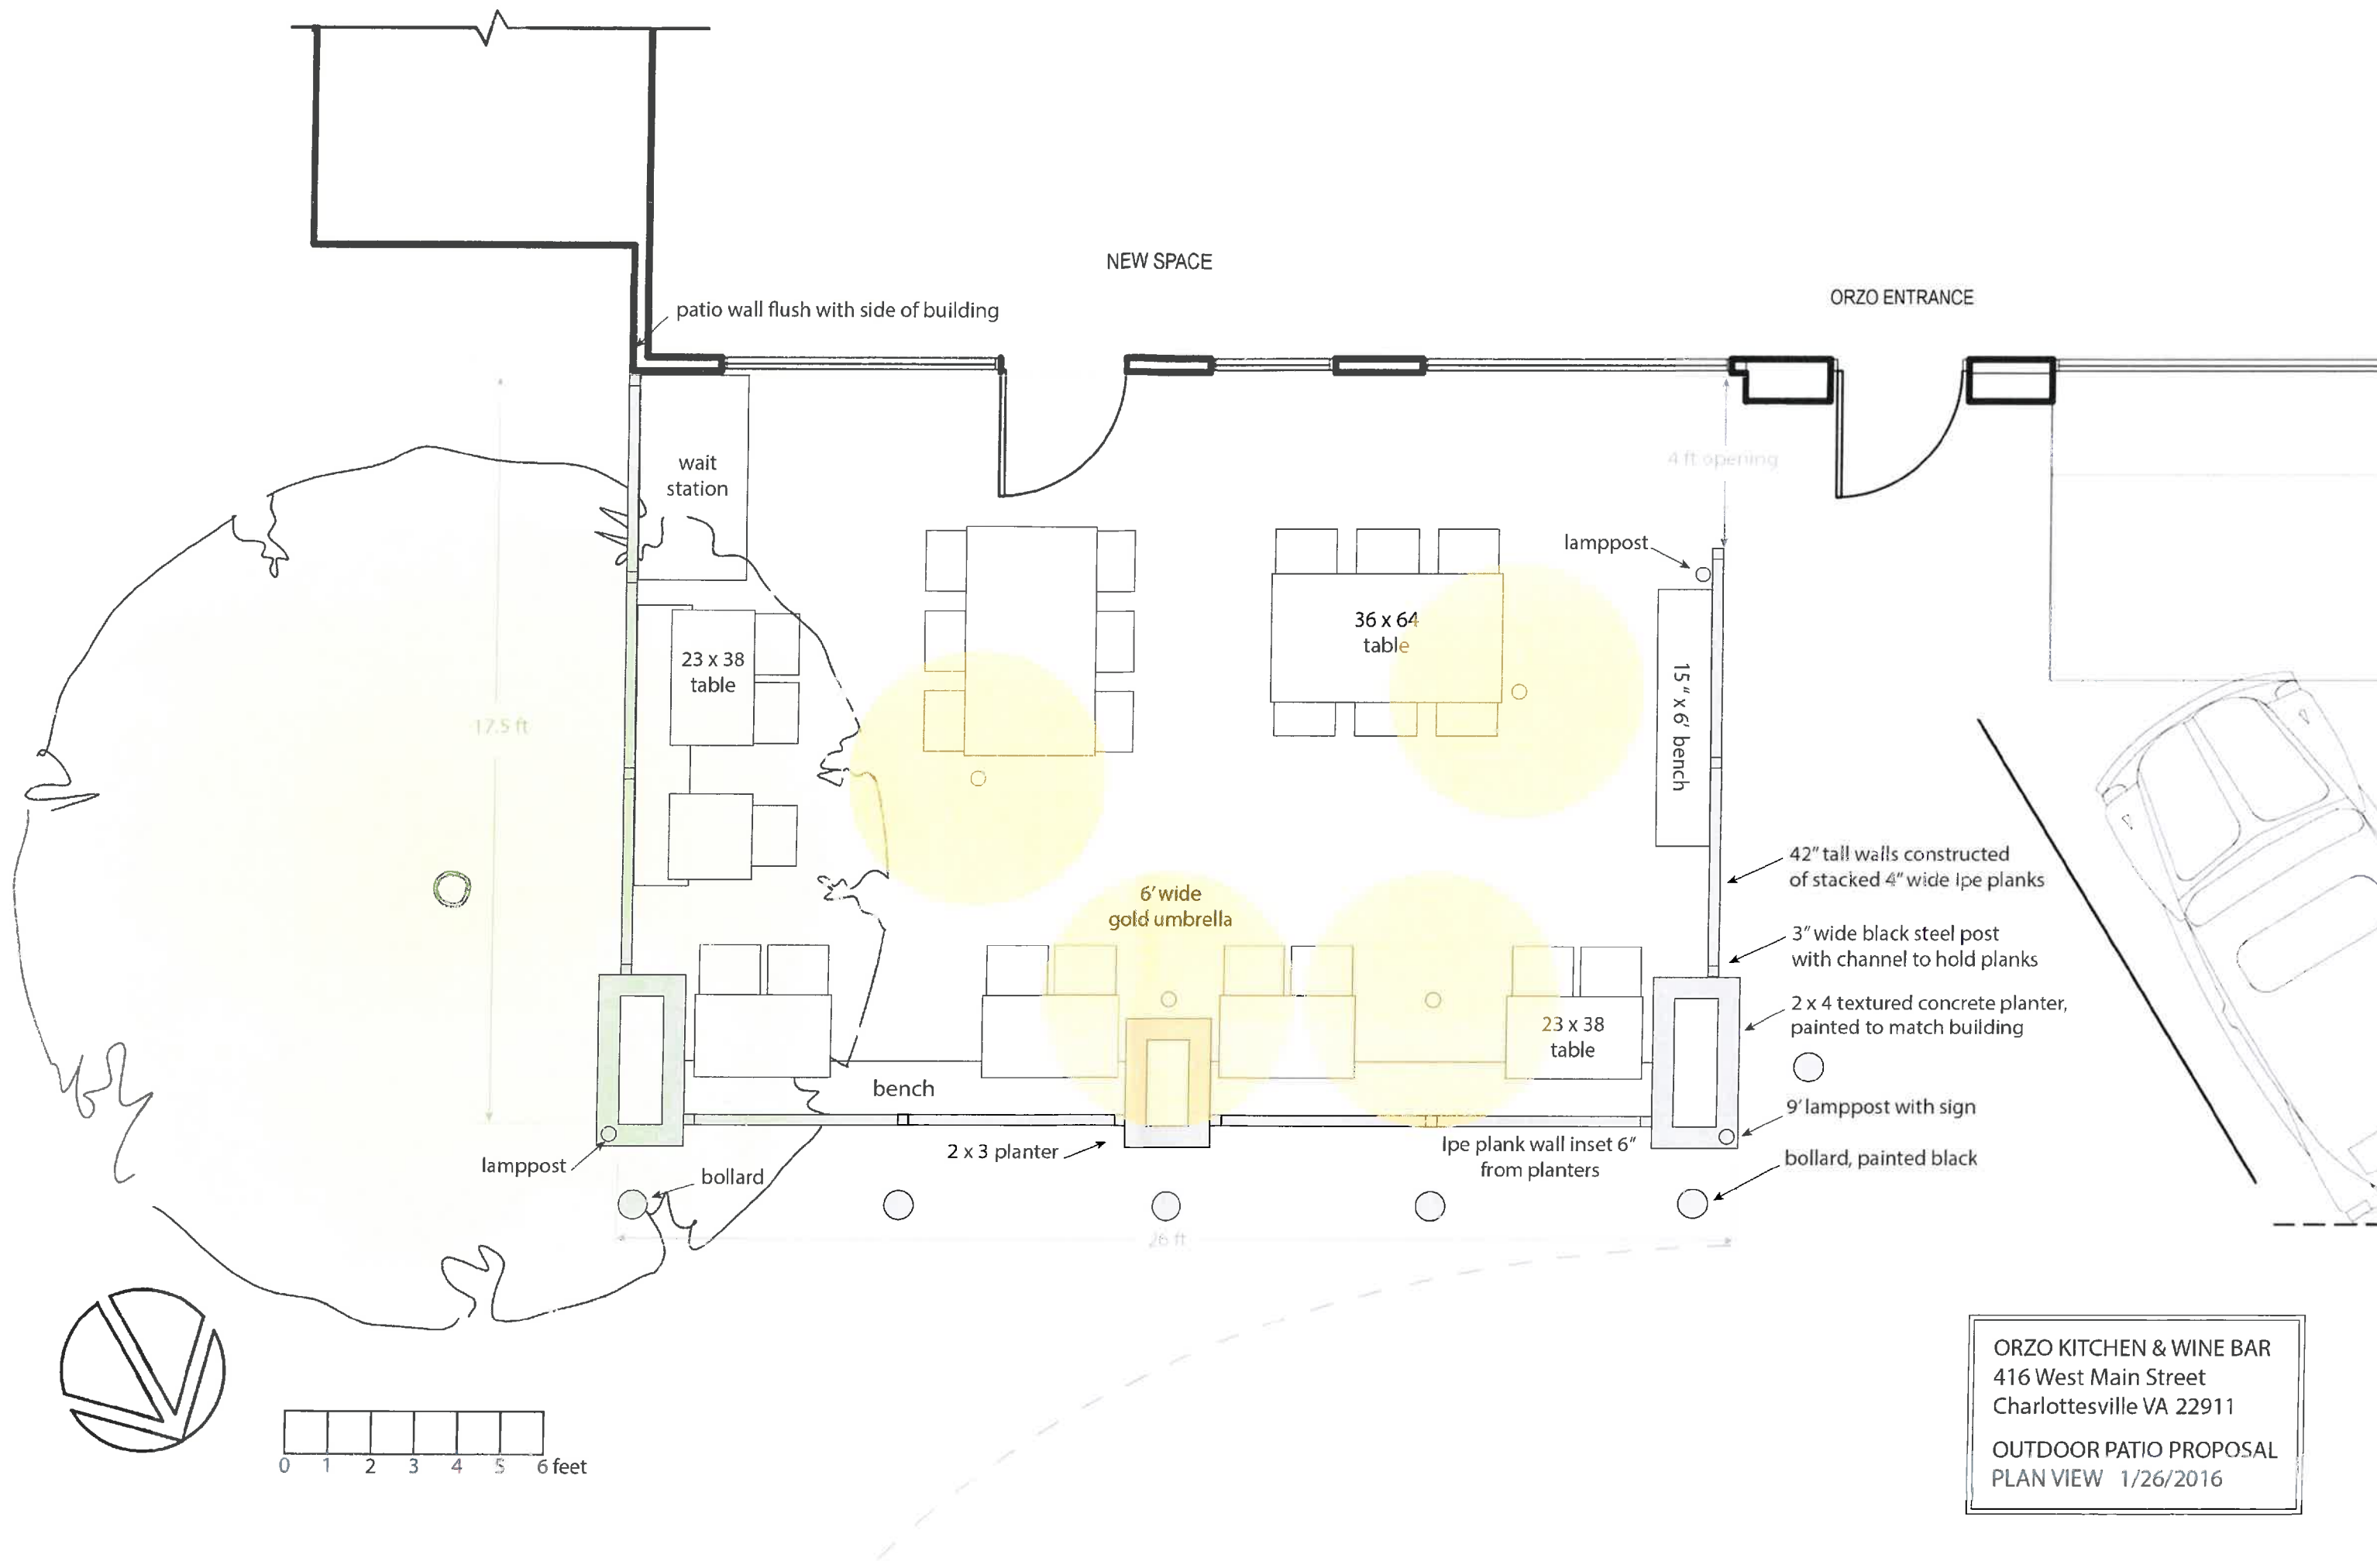 NEW SPACE
ORZO ENTRANCE
patio wall flush with side of building
wait
station
4 ft opening
lamppost
36 x 64
table
23 x 38
table
15" x 6' bench
17.5 ft
42" tall walls constructed
of stacked 4" wide Ipe planks
6' wide
gold umbrella
3" wide black steel post
with channel to hold planks
2 x 4 textured concrete planter,
painted to match building
23 x 38
table
bench
9' lamppost with sign
2 x 3 planter
Ipe plank wall inset 6"
from planters
lamppost
bollard
bollard, painted black
26 ft
ORZO KITCHEN & WINE BAR
416 West Main Street
Charlottesville VA 22911
OUTDOOR PATIO PROPOSAL
PLAN VIEW 1/26/2016
0 1 2 3 4 5 6 feet